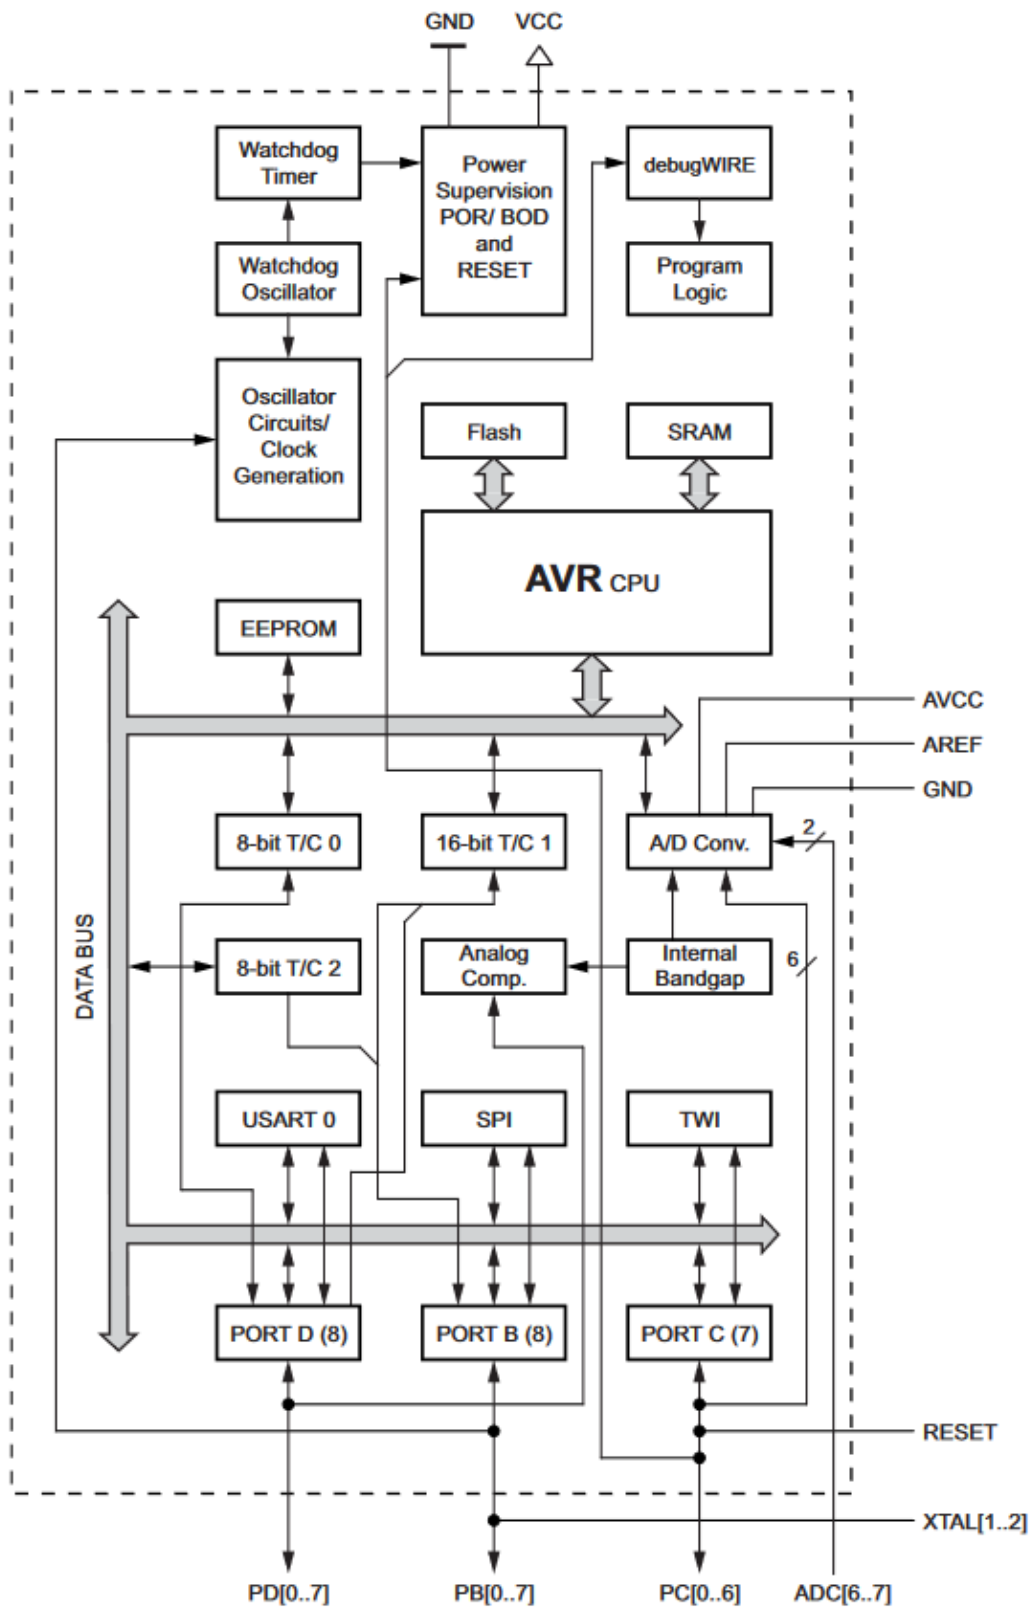 GND
VCC
Watchdog
Timer
Power
Supervision
POR/ BOD
and
RESET
debugWIRE
Watchdog
Oscillator
Program
Logic
Oscillator
Circuits/
Clock
Generation
Flash
SRAM
AVR CPU
EEPROM
AVCC
AREF
GND
8-bit T/C 0
16-bit T/C 1
A/D Conv.
2
DATA BUS
8-bit T/C 2
Analog
Comp.
Internal
Bandgap
6
USART 0
SPI
TWI
PORT D (8)
PORT B (8)
PORT C (7)
RESET
XTAL[1..2]
PD[0..7]
PB[0..7]
PC[0..6]
ADC[6..7]